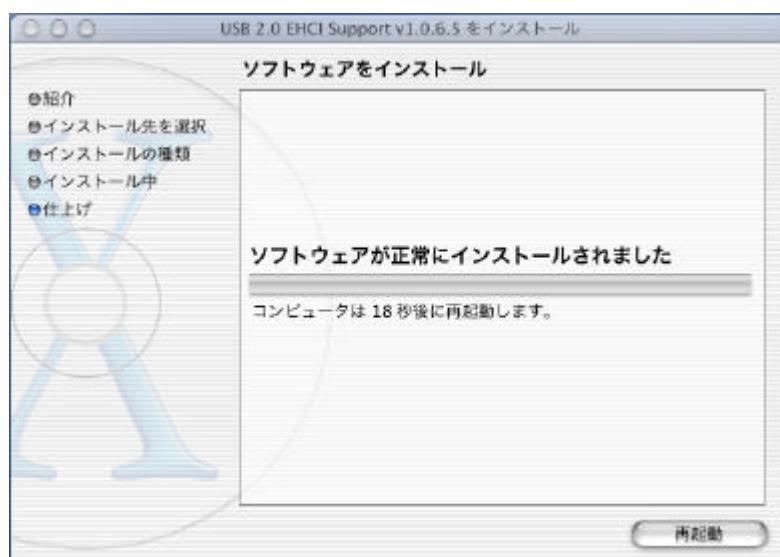 USB 2.0 EHCI Support v1.0.6.5 をインストール
ソフトウェアをインストール
紹介
インストール先を選択
インストールの種類
インストール中
仕上げ
ソフトウェアが正常にインストールされました
コンピュータは 18 秒後に再起動します。
再起動